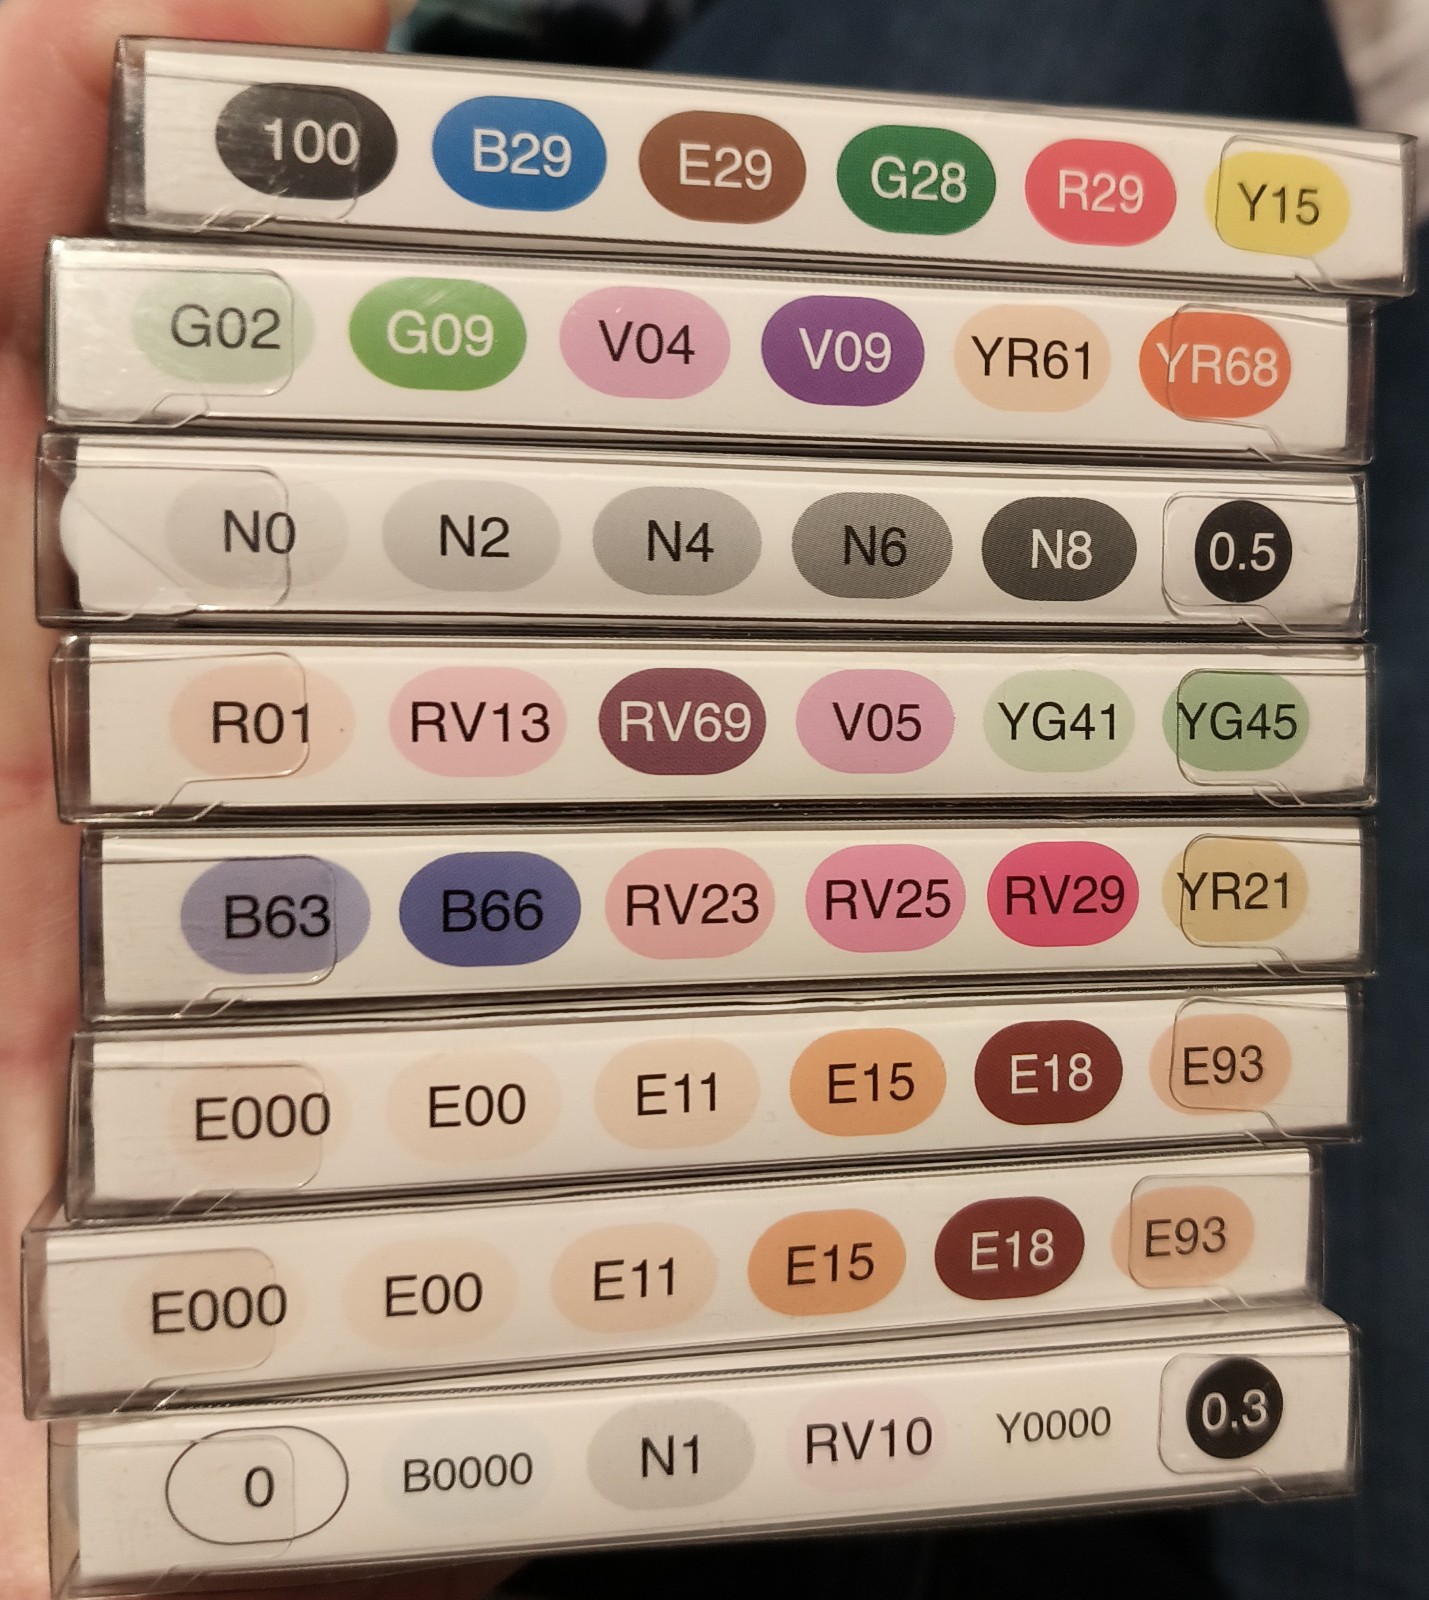 100 B29 E29 G28 R29 Y15
G02 G09 V04 V09 YR61 YR68
N0 N2 N4 N6 N8 0.5
R01 RV13 RV69 V05 YG41 YG45
B63 B66 RV23 RV25 RV29 YR21
E000 E00 E11 E15 E18 E93
E000 E00 E11 E15 E18 E93
0 B0000 N1 RV10 Y0000 0.3